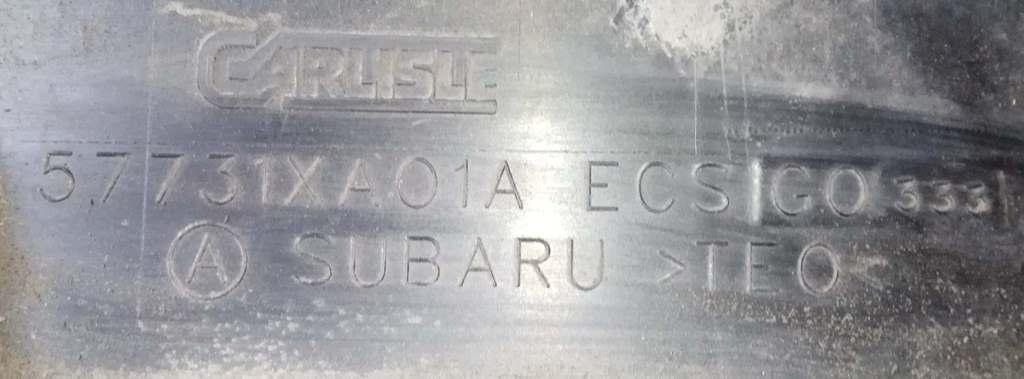 CARLISLE
57731XA01A ECS GO 333
A SUBARU >TEO<